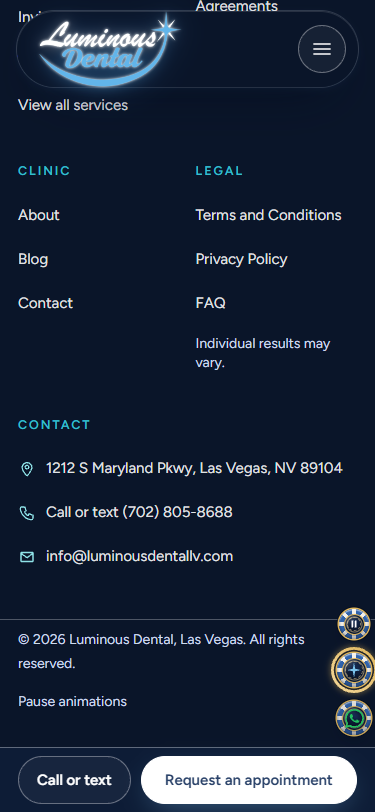 Agreements
Luminous
Dental
View all services
CLINIC
About
Blog
Contact
LEGAL
Terms and Conditions
Privacy Policy
FAQ
Individual results may
vary.
CONTACT
1212 S Maryland Pkwy, Las Vegas, NV 89104
Call or text (702) 805-8688
info@luminousdentallv.com
© 2026 Luminous Dental, Las Vegas. All rights
reserved.
Pause animations
Call or text
Request an appointment